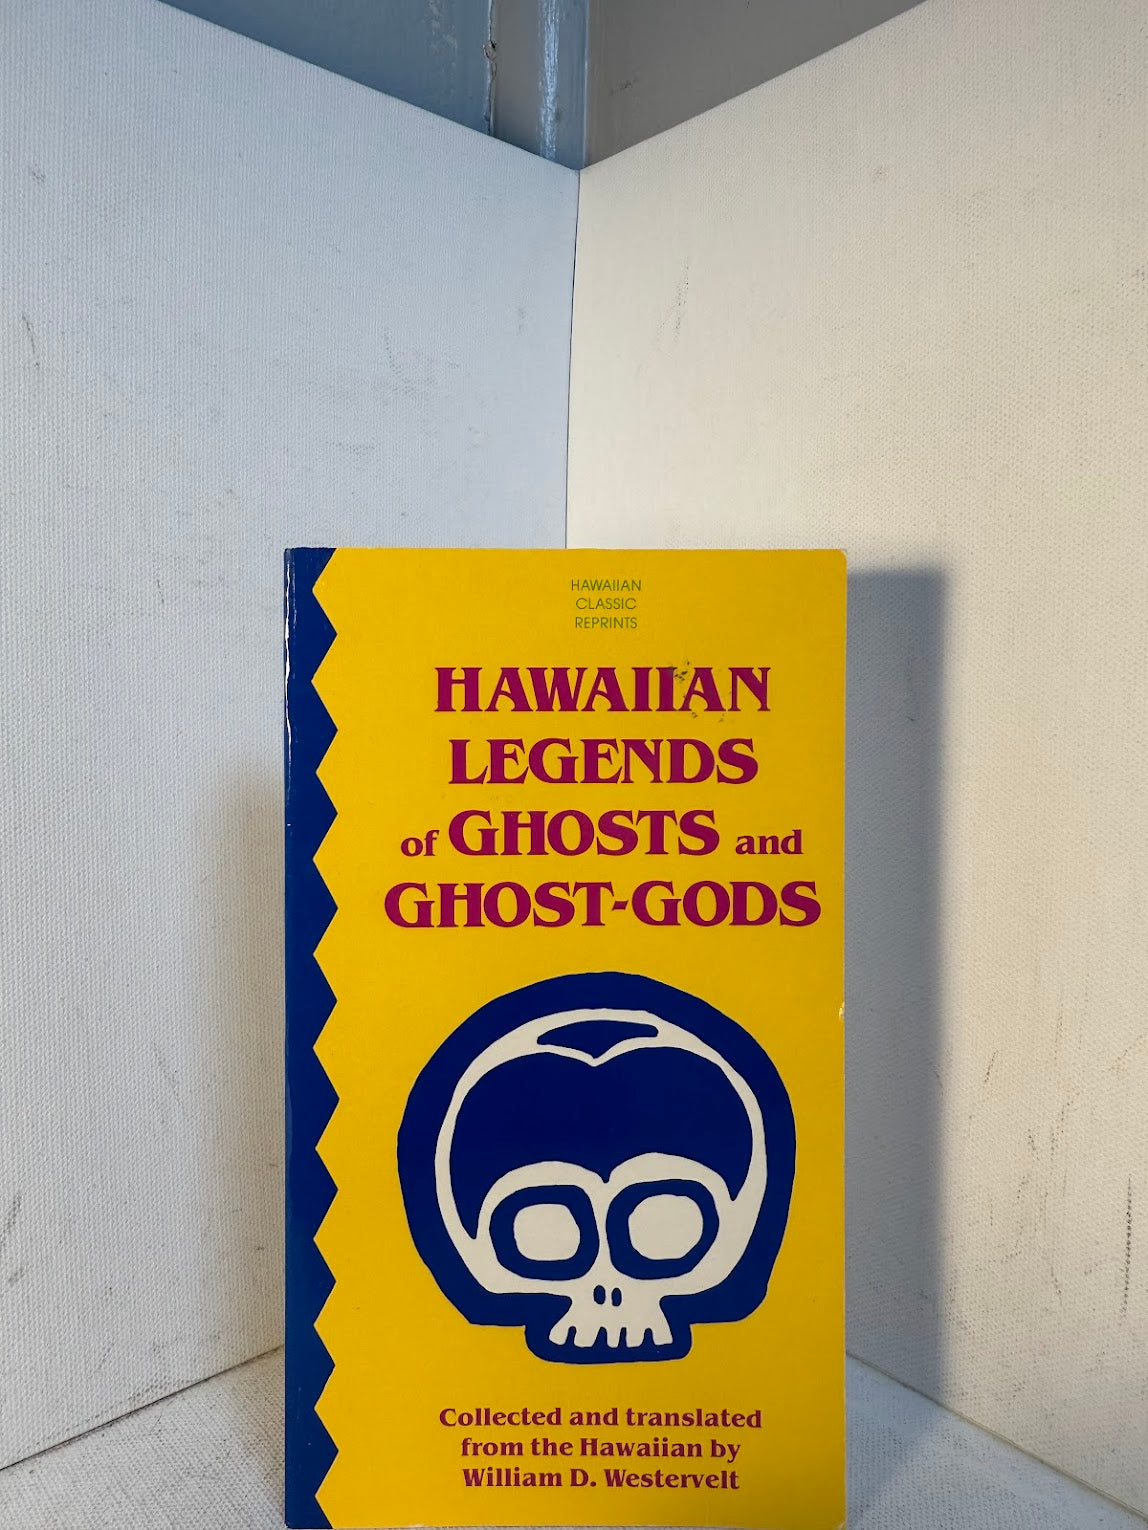 HAWAIIAN
CLASSIC
REPRINTS
HAWAIIAN
LEGENDS
of GHOSTS and
GHOST-GODS
Collected and translated
from the Hawaiian by
William D. Westervelt